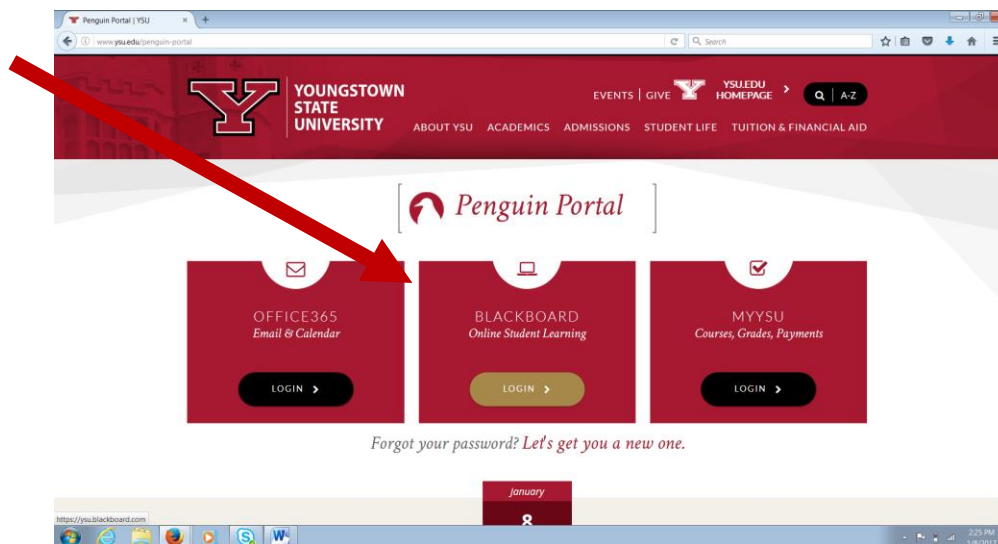 Penguin Portal | YSU × +
www.ysu.edu/penguin-portal
Search
YOUNGSTOWN
STATE
UNIVERSITY
EVENTS | GIVE
YSU.EDU
HOMEPAGE
A-Z
ABOUT YSU ACADEMICS ADMISSIONS STUDENT LIFE TUITION & FINANCIAL AID
Penguin Portal
OFFICE365
Email & Calendar
LOGIN
BLACKBOARD
Online Student Learning
LOGIN
MYYSU
Courses, Grades, Payments
LOGIN
Forgot your password? Let's get you a new one.
January
8
https://ysu.blackboard.com
2:25 PM
1/8/2017